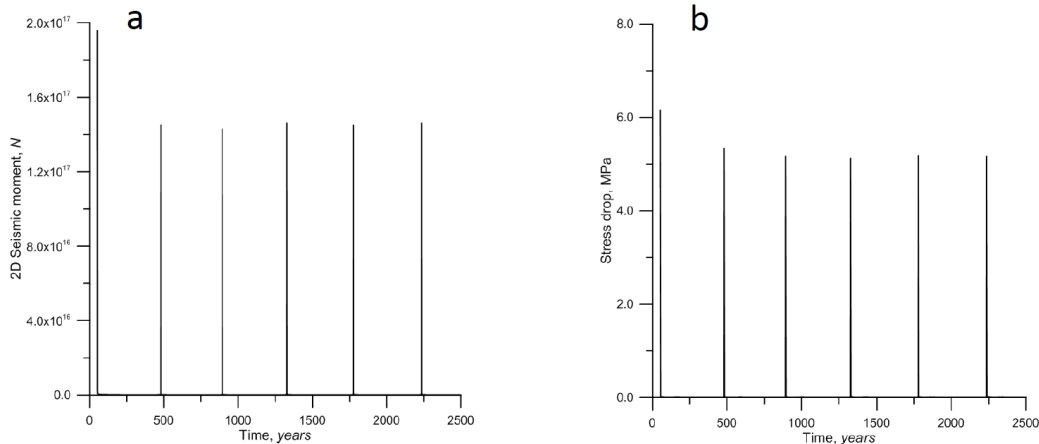 a
2.0x10¹⁷
1.6x10¹⁷
1.2x10¹⁷
8.0x10¹⁶
4.0x10¹⁶
0.0
2D Seismic moment, N
0 500 1000 1500 2000 2500
Time, years
b
8.0
6.0
4.0
2.0
0.0
Stress drop, MPa
0 500 1000 1500 2000 2500
Time, years